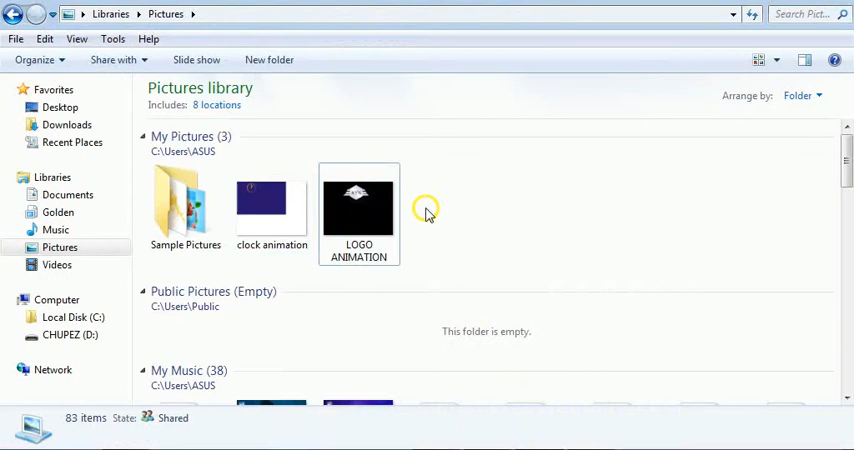 Libraries
Pictures
Search Pict...
File Edit View Tools Help
Organize Share with Slide show New folder
Favorites
Desktop
Downloads
Recent Places
Libraries
Documents
Golden
Music
Pictures
Videos
Computer
Local Disk (C:)
CHUPEZ (D:)
Network
Pictures library
Includes: 8 locations
Arrange by: Folder
My Pictures (3)
C:\Users\ASUS
Sample Pictures
clock animation
LOGO
ANIMATION
Public Pictures (Empty)
C:\Users\Public
This folder is empty.
My Music (38)
C:\Users\ASUS
83 items State: Shared